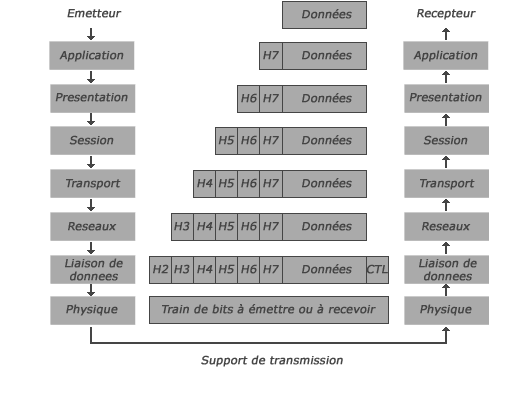 Emetteur Données Recepteur
Application H7 Données Application
Presentation H6 H7 Données Presentation
Session H5 H6 H7 Données Session
Transport H4 H5 H6 H7 Données Transport
Reseaux H3 H4 H5 H6 H7 Données Reseaux
Liaison de donnees H2 H3 H4 H5 H6 H7 Données CTL Liaison de donnees
Physique Train de bits à émettre ou à recevoir Physique
Support de transmission